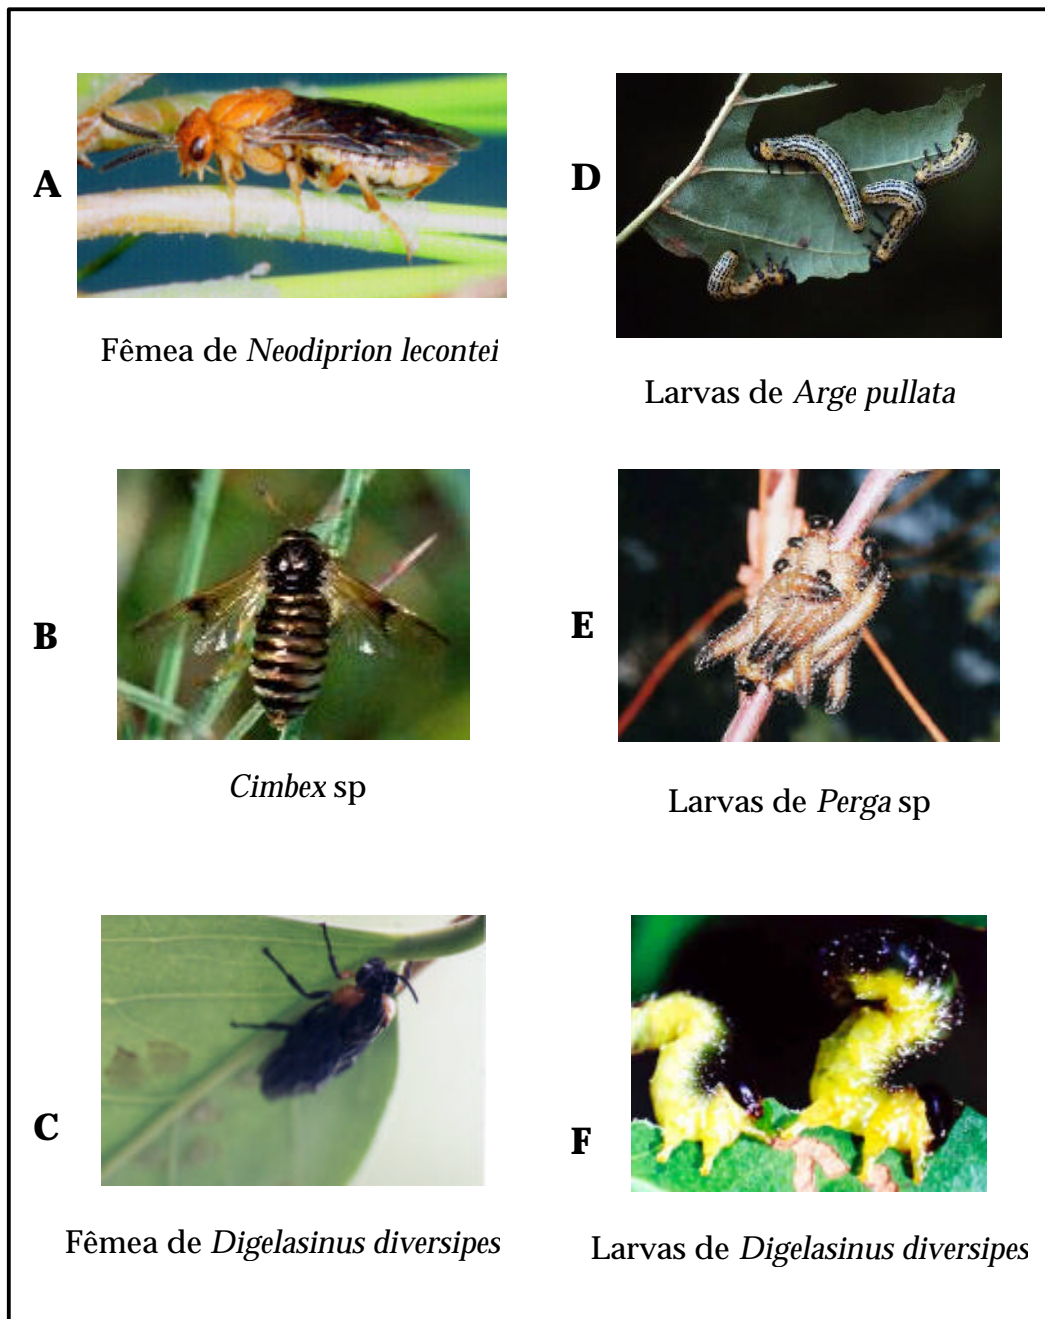 A
Fêmea de Neodiprion lecontei
B
Cimbex sp
C
Fêmea de Digelasinus diversipes
D
Larvas de Arge pullata
E
Larvas de Perga sp
F
Larvas de Digelasinus diversipes